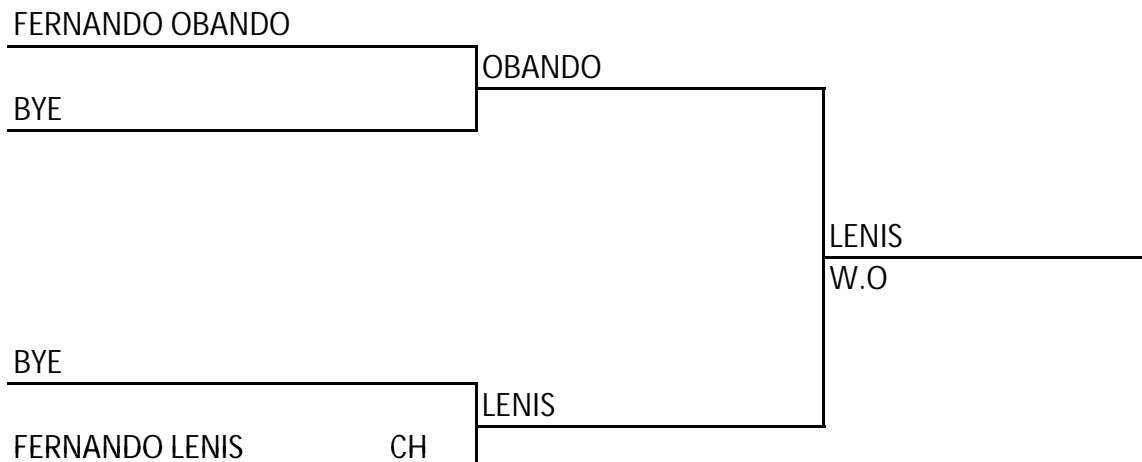 FERNANDO OBANDO
OBANDO
BYE
LENIS
W.O
BYE
LENIS
FERNANDO LENIS CH